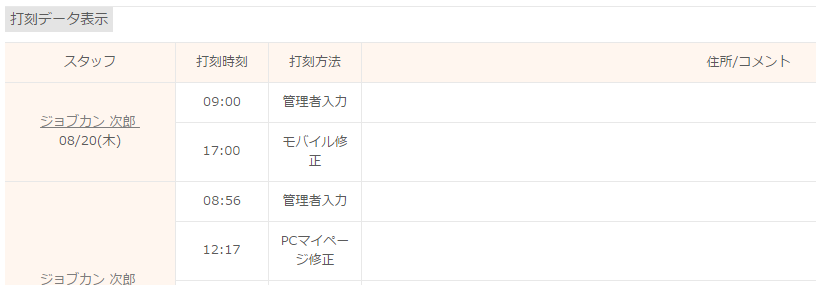 打刻データ表示
スタッフ 打刻時刻 打刻方法 住所/コメント
ジョブカン 次郎
08/20(木)
09:00 管理者入力
17:00 モバイル修
正
08:56 管理者入力
12:17 PCマイペー
ジ修正
ジョブカン 次郎